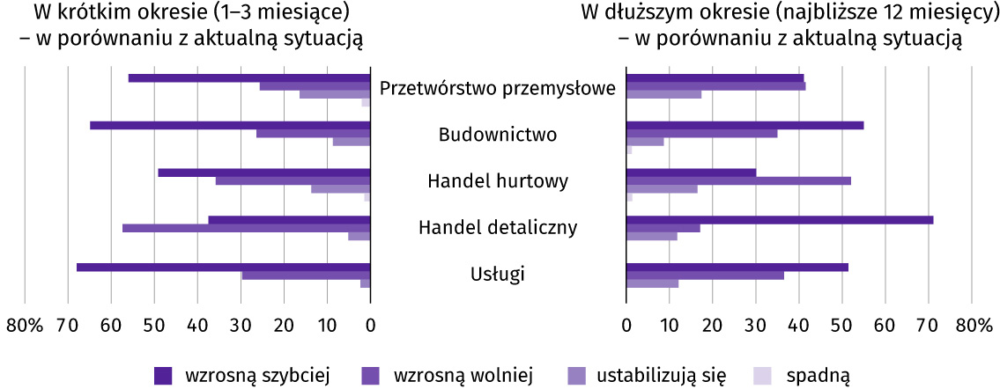 W krótkim okresie (1–3 miesiące)
– w porównaniu z aktualną sytuacją
W dłuższym okresie (najbliższe 12 miesięcy)
– w porównaniu z aktualną sytuacją
Przetwórstwo przemysłowe
Budownictwo
Handel hurtowy
Handel detaliczny
Usługi
80% 70 60 50 40 30 20 10 0
0 10 20 30 40 50 60 70 80%
wzrosną szybciej wzrosną wolniej ustabilizują się spadną